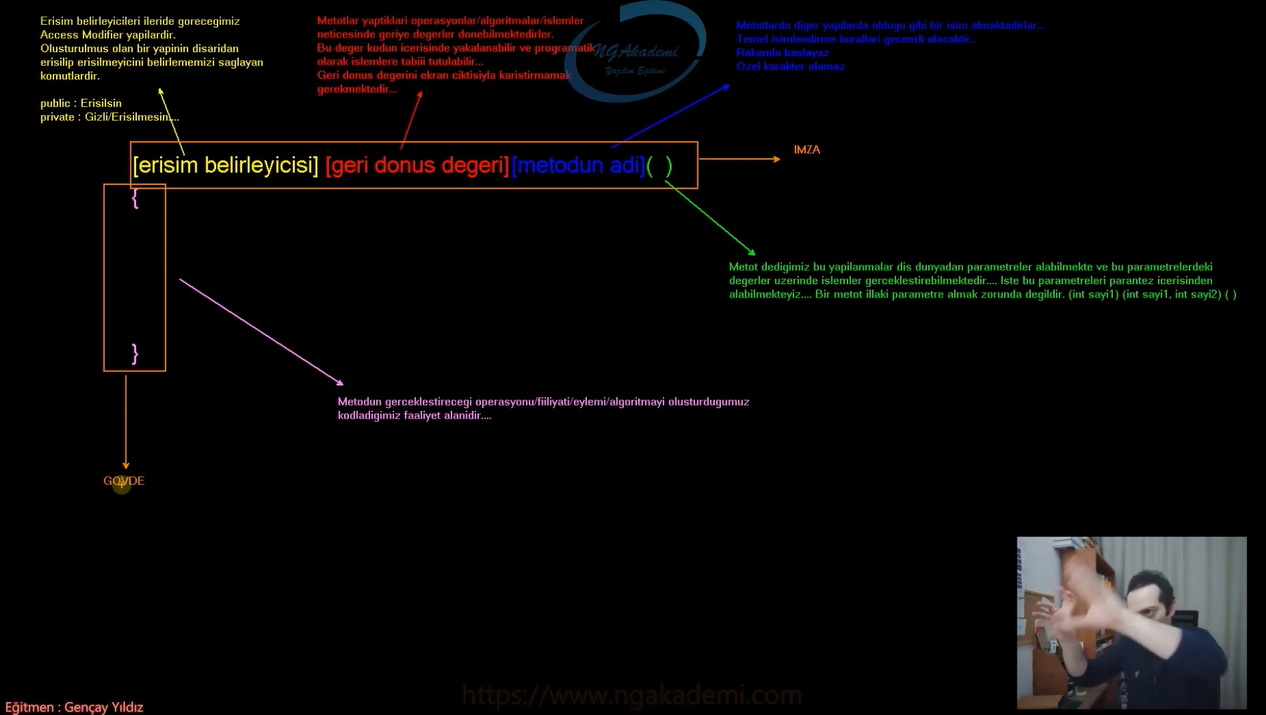 Erisim belirleyicileri ileride gorecegimiz
Access Modifier yapilardir.
Olusturulmus olan bir yapinin disaridan
erisilip erisilmeyicini belirlememizi saglayan
komutlardir.
public : Erisilsin
private : Gizli/Erisilmesin....
Metotlar yaptiklari operasyonlar/algoritmalar/islemler
neticesinde geriye degerler donebilmektedirler.
Bu deger kodun icerisinde yakalanabilir ve programatik
olarak islemlere tabiii tutulabilir...
Geri donus degerini ekran ciktisiyla karistirmamak
gerekmektedir...
NGAkademi
Yazılım Eğitimi
Metotlarda diger yapilarda oldugu gibi bir isim almaktadirlar...
Temel isimlendirme kurallari geceerli olacaktir..
Rakamla baslayaz
Ozel karakter alamaz
[erisim belirleyicisi] [geri donus degeri][metodun adi]( )
IMZA
{
}
Metot dedigimiz bu yapilanmalar dis dunyadan parametreler alabilmekte ve bu parametrelerdeki
degerler uzerinde islemler gerceklestirebilmektedir.... Iste bu parametreleri parantez icerisinden
alabilmekteyiz.... Bir metot illaki parametre almak zorunda degildir. (int sayi1) (int sayi1, int sayi2) ( )
Metodun gerceklestirecegi operasyonu/fiiliyati/eylemi/algoritmayi olusturdugumuz
kodladigimiz faaliyet alanidir....
GOVDE
https://www.ngakademi.com
Eğitmen : Gençay Yıldız